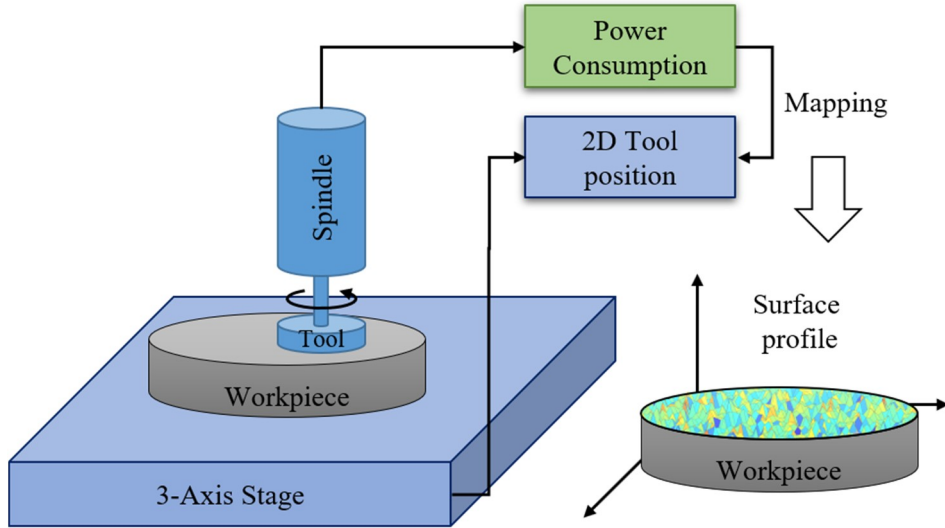 Power
Consumption
Mapping
2D Tool
position
Spindle
Tool
Workpiece
3-Axis Stage
Surface
profile
Workpiece